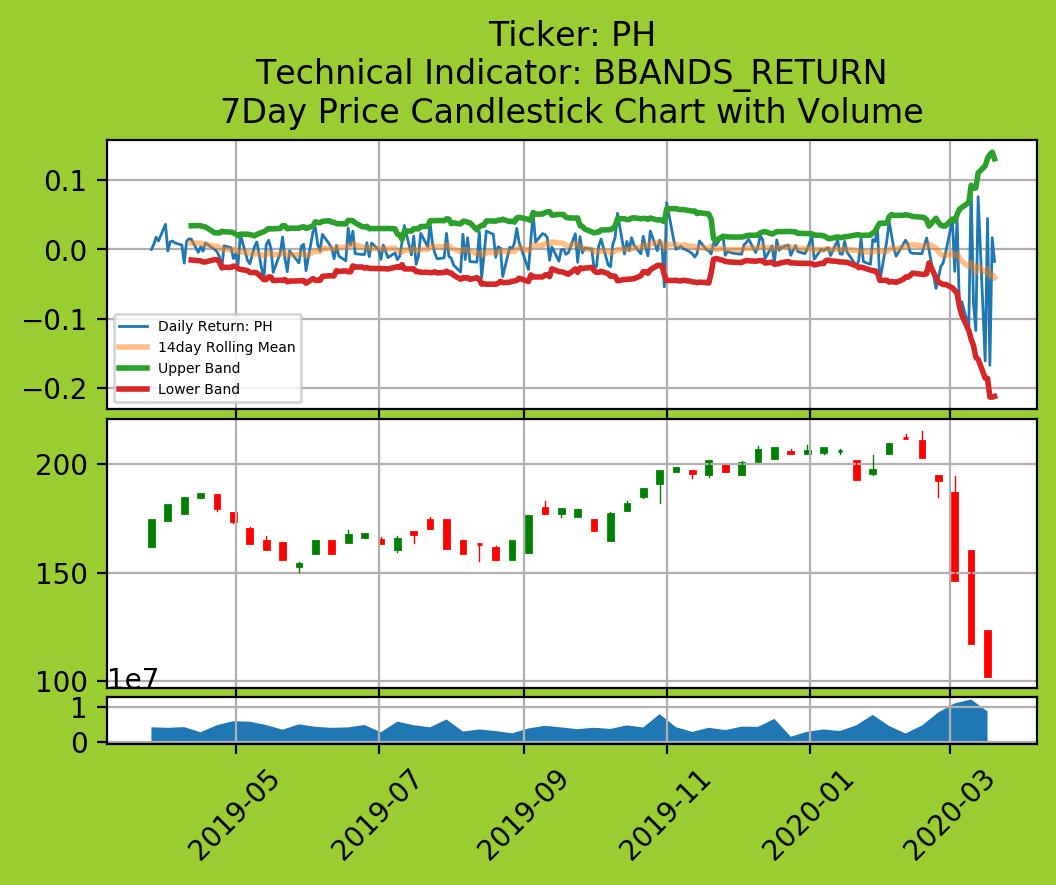 Ticker: PH
Technical Indicator: BBANDS_RETURN
7Day Price Candlestick Chart with Volume
0.1
0.0
−0.1
−0.2
Daily Return: PH
14day Rolling Mean
Upper Band
Lower Band
200
150
100
1e7
1
0
2019-05
2019-07
2019-09
2019-11
2020-01
2020-03